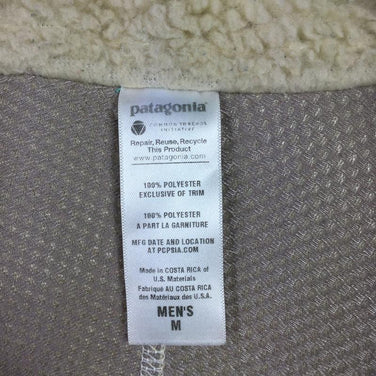 patagonia
COMMON THREADS
INITIATIVE
Repair, Reuse, Recycle
This Product
www.patagonia.com
100% POLYESTER
EXCLUSIVE OF TRIM
100% POLYESTER
A PART LA GARNITURE
MFG DATE AND LOCATION
AT PCPSIA.COM
Made in COSTA RICA of
U.S. Materials
Fabriqué AU COSTA RICA
des Matériaux des U.S.A.
MEN'S
M